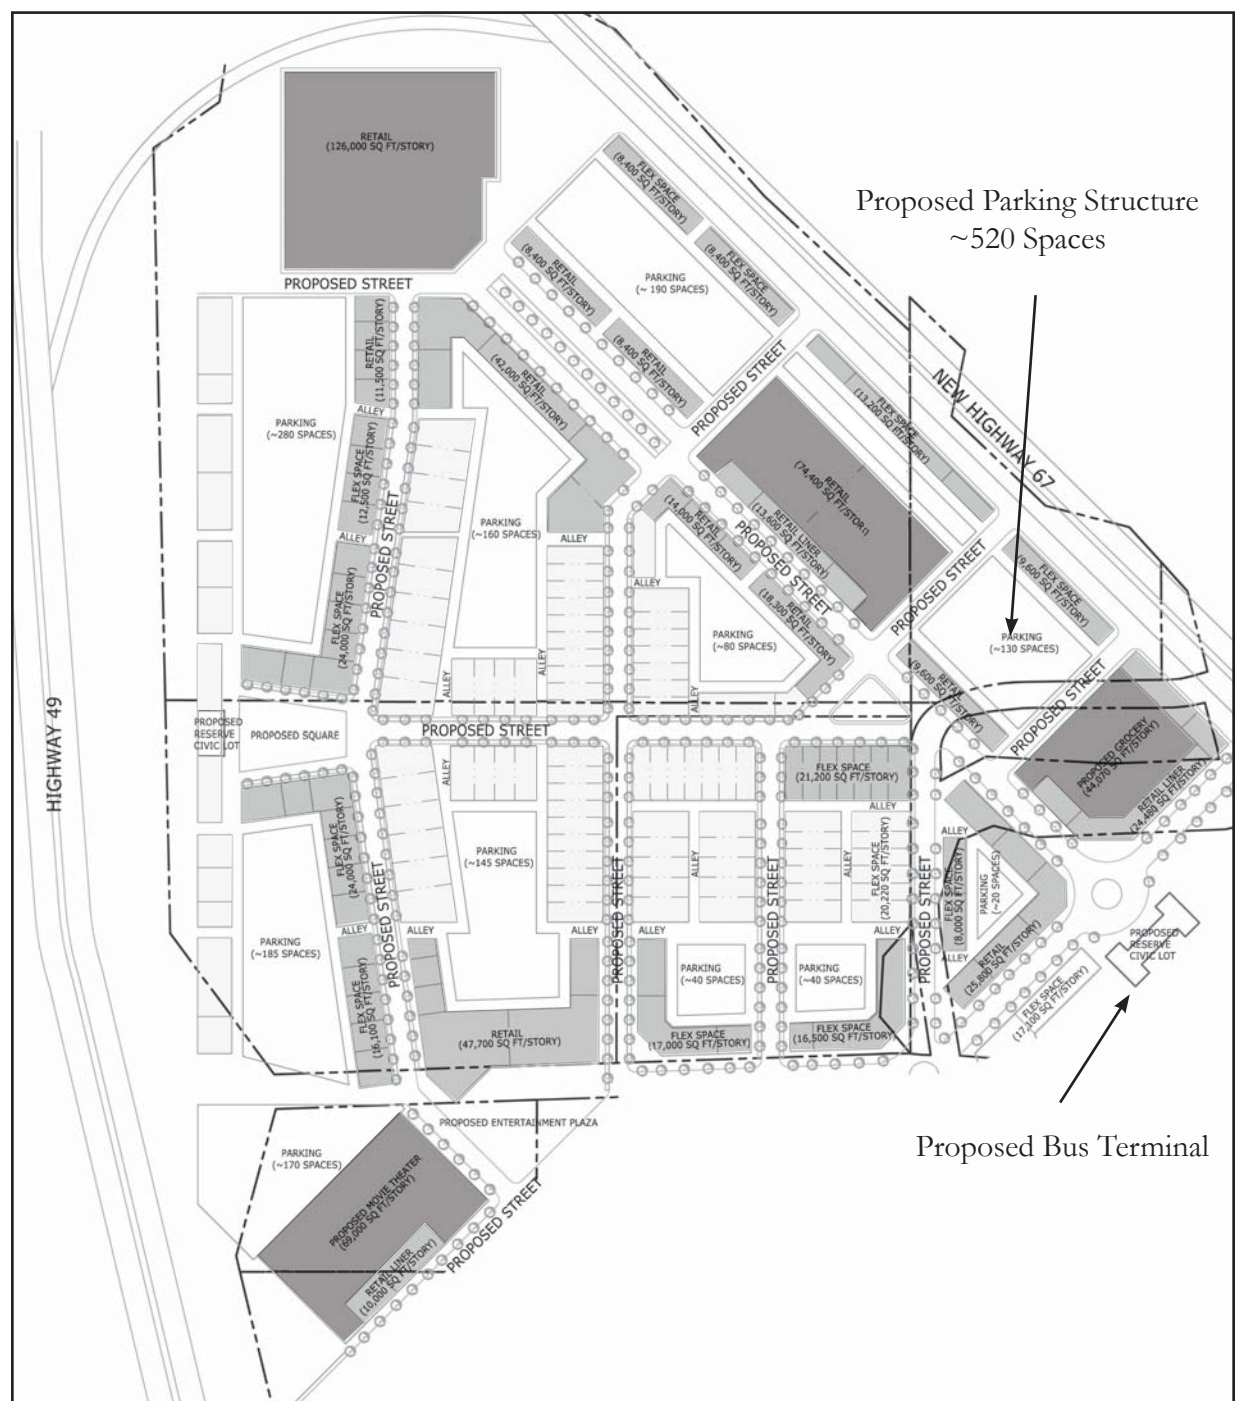 RETAIL
(126,000 SQ FT/STORY)
PROPOSED STREET
FLEX SPACE
(8,400 SQ FT/STORY)
FLEX SPACE
(8,400 SQ FT/STORY)
PARKING
(~ 190 SPACES)
RETAIL
(8,400 SQ FT/STORY)
RETAIL
(8,400 SQ FT/STORY)
PROPOSED STREET
Proposed Parking Structure
~520 Spaces
NEW HIGHWAY 67
RETAIL
(11,500 SQ FT/STORY)
ALLEY
PARKING
(~280 SPACES)
FLEX SPACE
(12,500 SQ FT/STORY)
ALLEY
FLEX SPACE
(24,000 SQ FT/STORY)
PROPOSED STREET
RETAIL
(42,000 SQ FT/STORY)
PARKING
(~160 SPACES)
ALLEY
ALLEY
ALLEY
FLEX SPACE
(13,200 SQ FT/STORY)
RETAIL
(74,400 SQ FT/STORY)
RETAIL LINER
(13,600 SQ FT/STORY)
PROPOSED STREET
RETAIL
(14,000 SQ FT/STORY)
RETAIL
(18,300 SQ FT/STORY)
ALLEY
PARKING
(~80 SPACES)
ALLEY
PROPOSED STREET
FLEX SPACE
(9,600 SQ FT/STORY)
PARKING
(~130 SPACES)
RETAIL
(9,600 SQ FT/STORY)
PROPOSED STREET
PROPOSED GROCERY
(44,070 SQ FT/STORY)
RETAIL LINER
(24,480 SQ FT/STORY)
HIGHWAY 49
PROPOSED
RESERVE
CIVIC LOT
PROPOSED SQUARE
PROPOSED STREET
ALLEY
FLEX SPACE
(24,000 SQ FT/STORY)
PROPOSED STREET
PARKING
(~145 SPACES)
FLEX SPACE
(21,200 SQ FT/STORY)
ALLEY
ALLEY
ALLEY
FLEX SPACE
(20,220 SQ FT/STORY)
PROPOSED STREET
PROPOSED STREET
PROPOSED STREET
ALLEY
FLEX SPACE
(8,000 SQ FT/STORY)
PARKING
(~20 SPACES)
ALLEY
RETAIL
(25,800 SQ FT/STORY)
FLEX SPACE
(17,100 SQ FT/STORY)
PROPOSED
RESERVE
CIVIC LOT
PARKING
(~185 SPACES)
ALLEY
FLEX SPACE
(16,100 SQ FT/STORY)
ALLEY
ALLEY
RETAIL
(47,700 SQ FT/STORY)
ALLEY
PARKING
(~40 SPACES)
FLEX SPACE
(17,000 SQ FT/STORY)
ALLEY
PARKING
(~40 SPACES)
FLEX SPACE
(16,500 SQ FT/STORY)
PROPOSED ENTERTAINMENT PLAZA
PARKING
(~170 SPACES)
PROPOSED MOVIE THEATER
(69,000 SQ FT/STORY)
RETAIL LINER
(10,000 SQ FT/STORY)
PROPOSED STREET
Proposed Bus Terminal